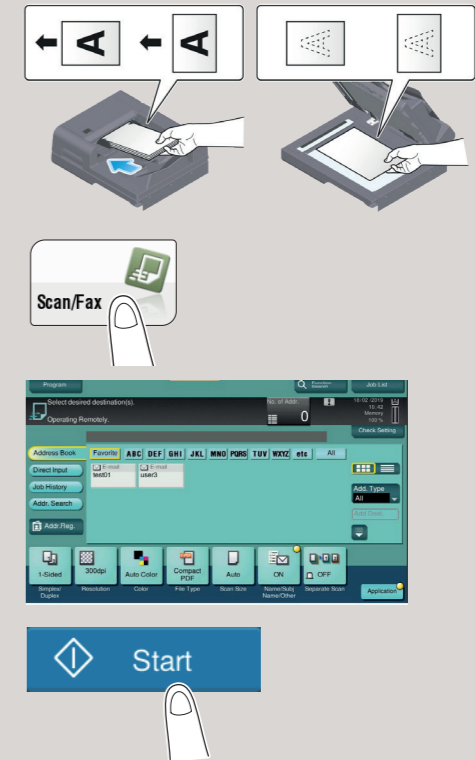 A A
A A
Scan/Fax
Program
Job List
Select desired destination(s).
No. of Addr.
0
Operating Remotely.
18/02 /2019
10:42
Memory
100 %
Check Setting
Address Book
Favorite ABC DEF GHI JKL MNO PQRS TUV WXYZ etc All
Direct Input
E-mail
test01
E-mail
user3
Job History
Addr. Search
Add. Type
All
Addr.Reg.
1-Sided
300dpi
Auto Color
Compact
PDF
Auto
ON
OFF
Simplex/
Duplex
Resolution
Color
File Type
Scan Size
Name/Subj
Name/Other
Separate Scan
Application
Start